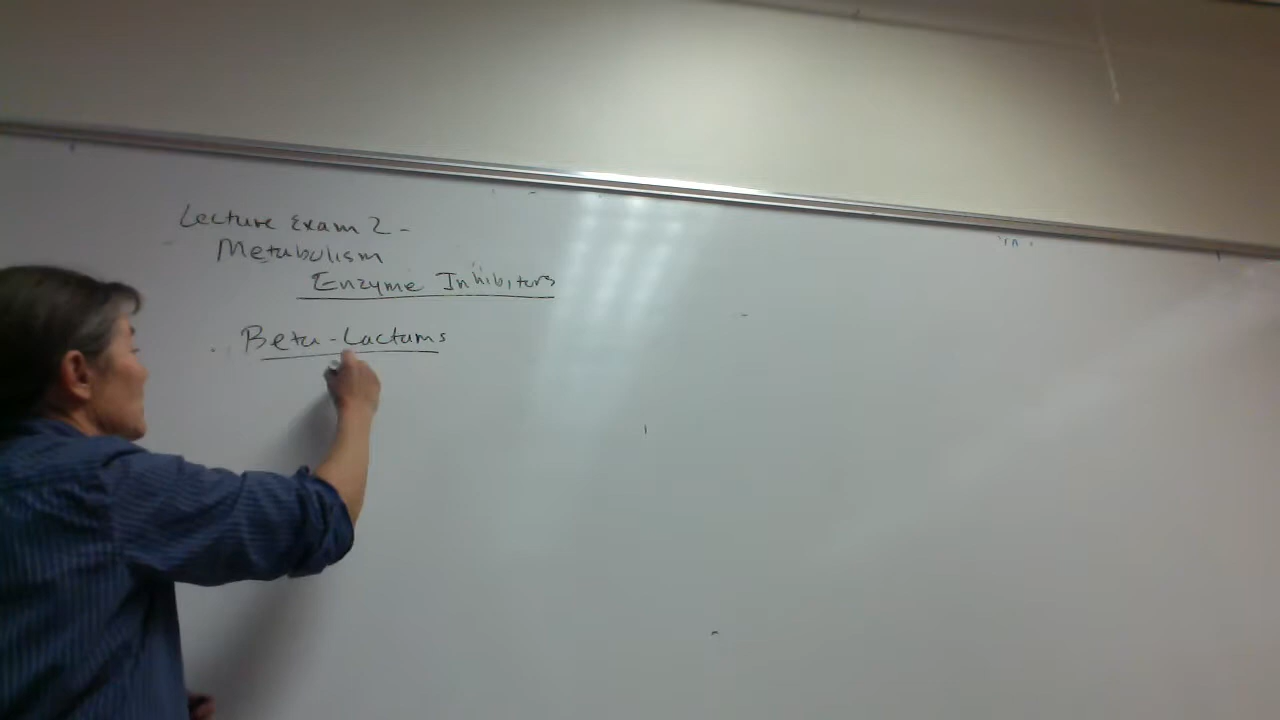 Lecture Exam 2 -
Metabolism
Enzyme Inhibitors
Beta-Lactams